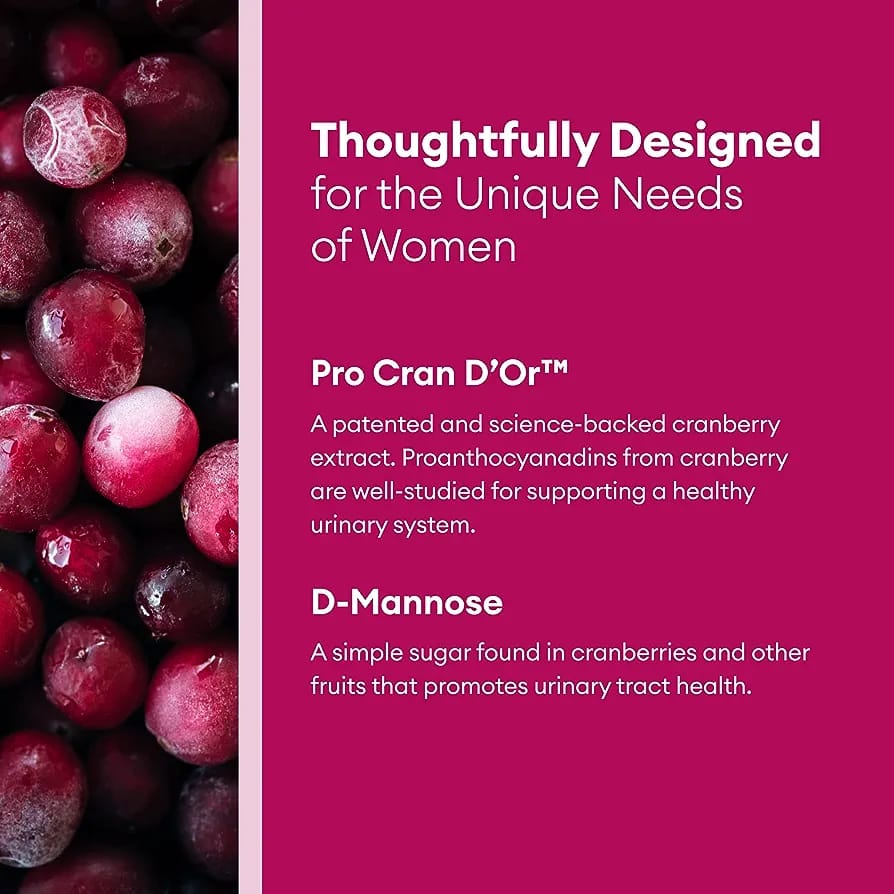 Thoughtfully Designed
for the Unique Needs
of Women
Pro Cran D’Or™
A patented and science-backed cranberry
extract. Proanthocyanadins from cranberry
are well-studied for supporting a healthy
urinary system.
D-Mannose
A simple sugar found in cranberries and other
fruits that promotes urinary tract health.